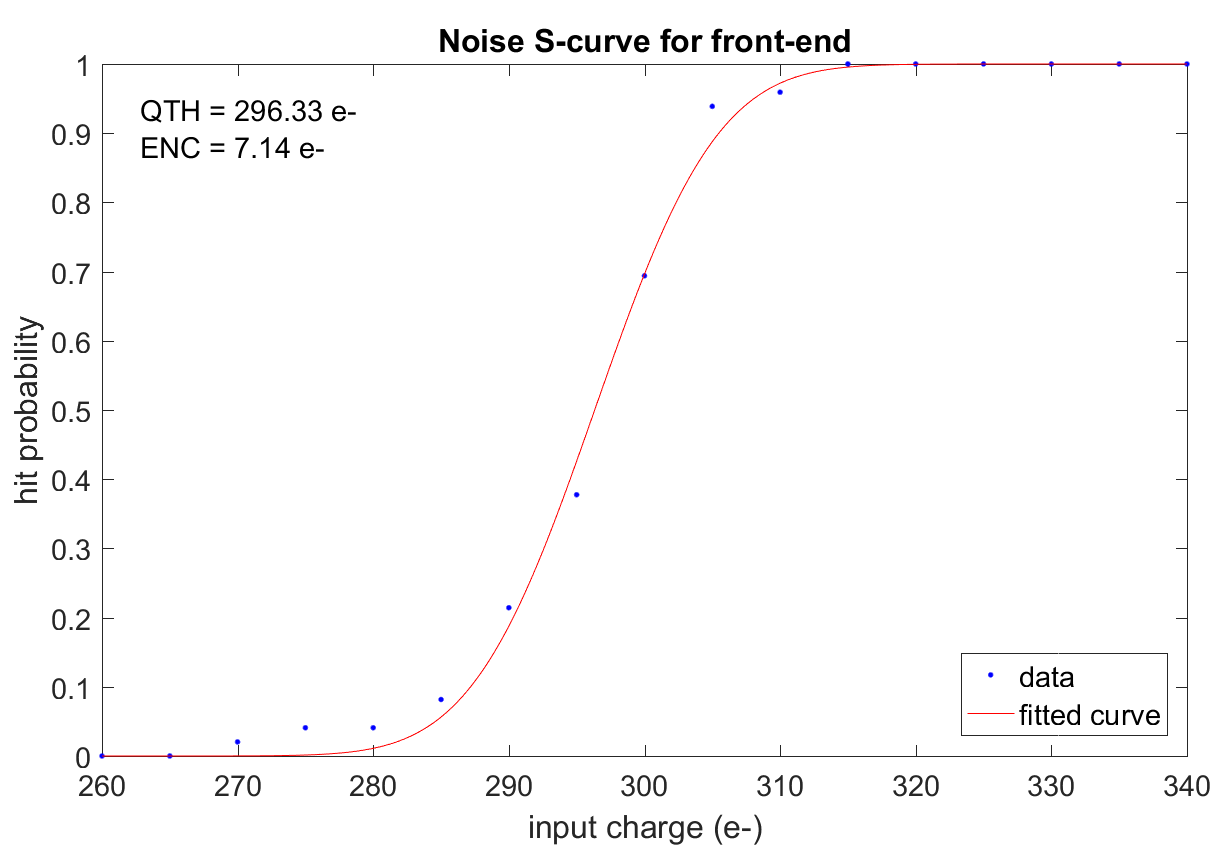 Noise S-curve for front-end
QTH = 296.33 e-
ENC = 7.14 e-
1
0.9
0.8
0.7
0.6
0.5
0.4
0.3
0.2
0.1
0
hit probability
data
fitted curve
260 270 280 290 300 310 320 330 340
input charge (e-)